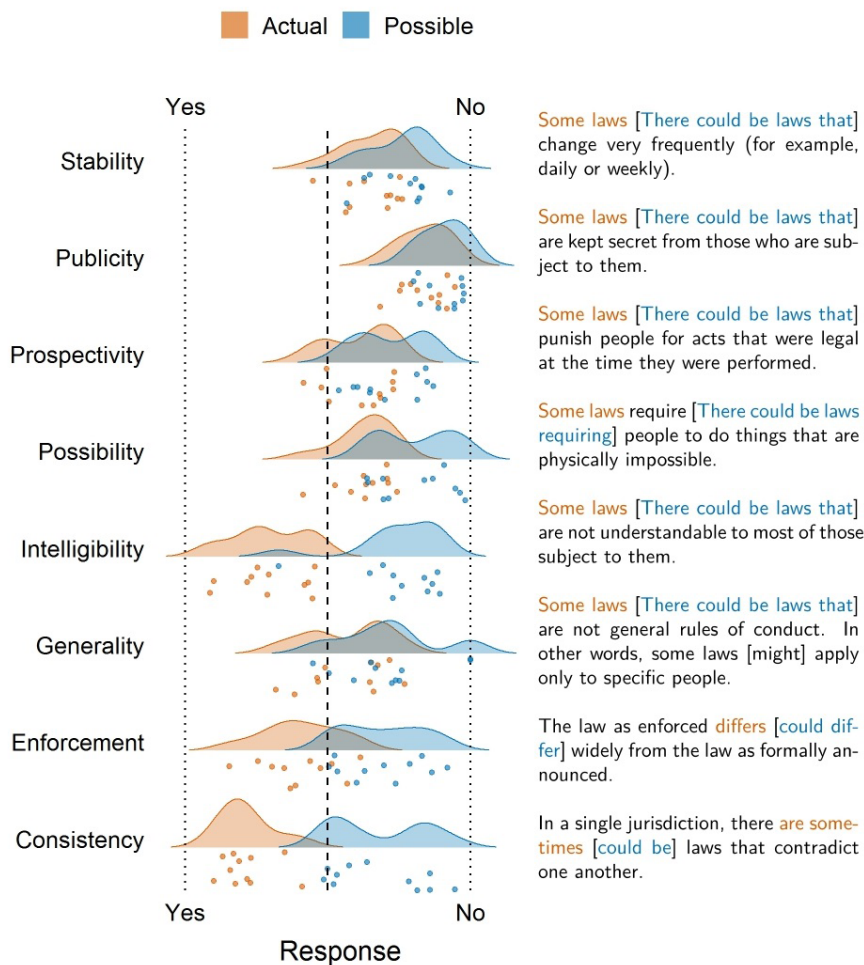 Actual Possible
Yes No
Stability
Some laws [There could be laws that]
change very frequently (for example,
daily or weekly).
Publicity
Some laws [There could be laws that]
are kept secret from those who are sub-
ject to them.
Prospectivity
Some laws [There could be laws that]
punish people for acts that were legal
at the time they were performed.
Possibility
Some laws require [There could be laws
requiring] people to do things that are
physically impossible.
Intelligibility
Some laws [There could be laws that]
are not understandable to most of those
subject to them.
Generality
Some laws [There could be laws that]
are not general rules of conduct. In
other words, some laws [might] apply
only to specific people.
Enforcement
The law as enforced differs [could dif-
fer] widely from the law as formally an-
nounced.
Consistency
In a single jurisdiction, there are some-
times [could be] laws that contradict
one another.
Yes No
Response